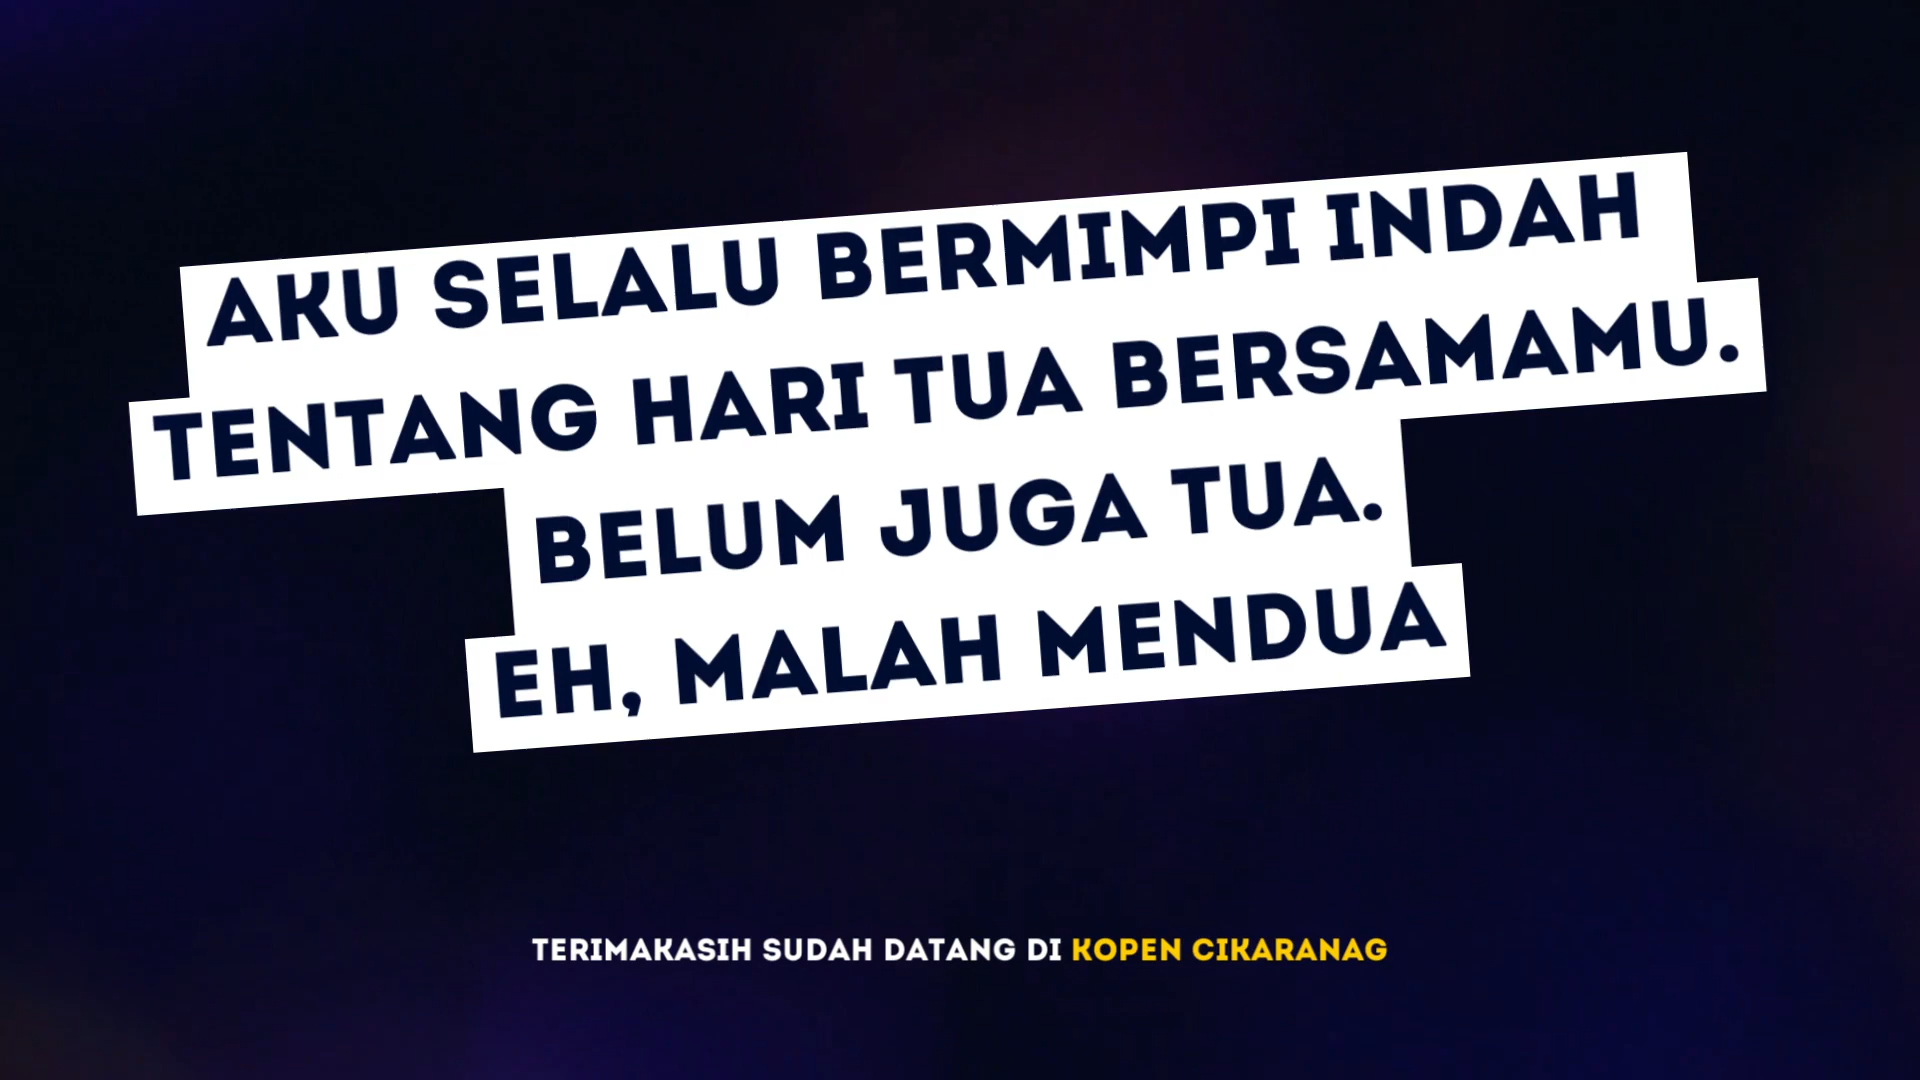 AKU SELALU BERMIMPI INDAH
TENTANG HARI TUA BERSAMAMU.
BELUM JUGA TUA.
EH, MALAH MENDUA
TERIMAKASIH SUDAH DATANG DI KOPEN CIKARANAG